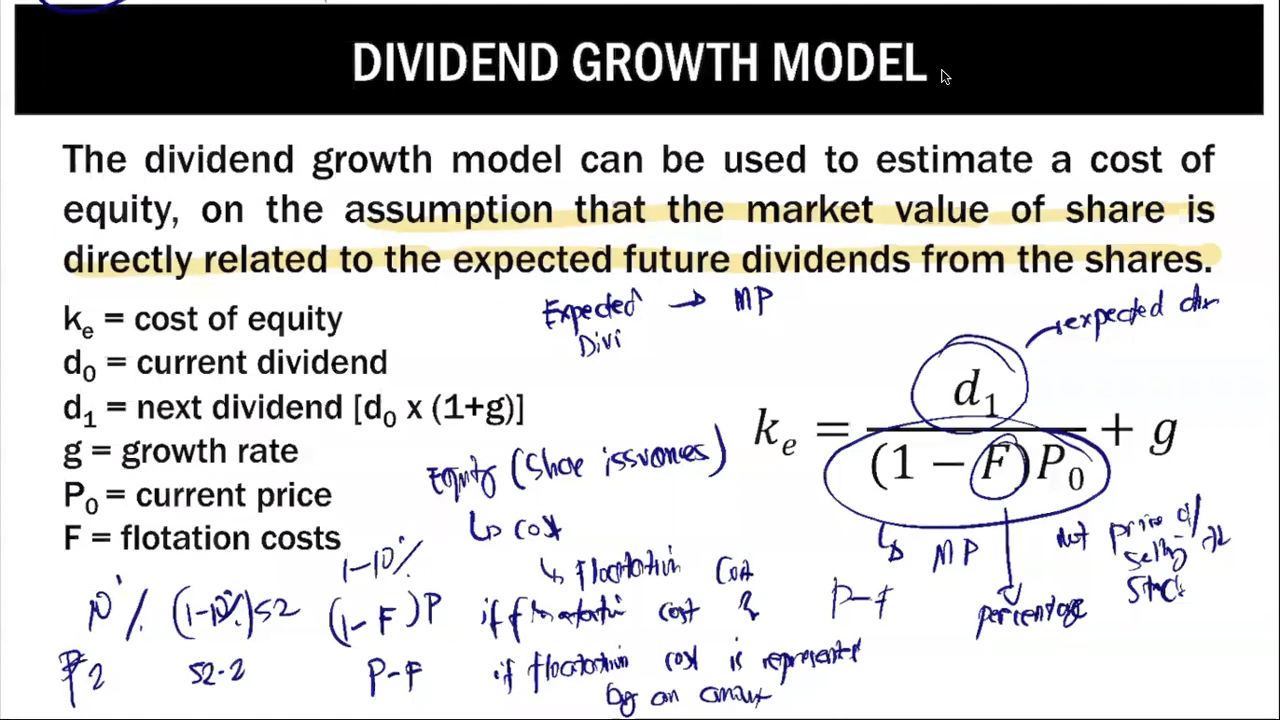 DIVIDEND GROWTH MODEL
The dividend growth model can be used to estimate a cost of
equity, on the assumption that the market value of share is
directly related to the expected future dividends from the shares.
kₑ = cost of equity
d₀ = current dividend
d₁ = next dividend [d₀ x (1+g)]
g = growth rate
P₀ = current price
F = flotation costs
Expected → MP
Divi
expected div
kₑ = d₁ / (1 − F)P₀ + g
Equity (Share issuances)
↳ cost
↳ flotation cost
MP
net price of
selling
stock
percentage
1-10%
10% (1-10%)52 (1-F)P if flotation cost
P-F
₱2 52-2 P-F if flotation cost is represented
by an amount